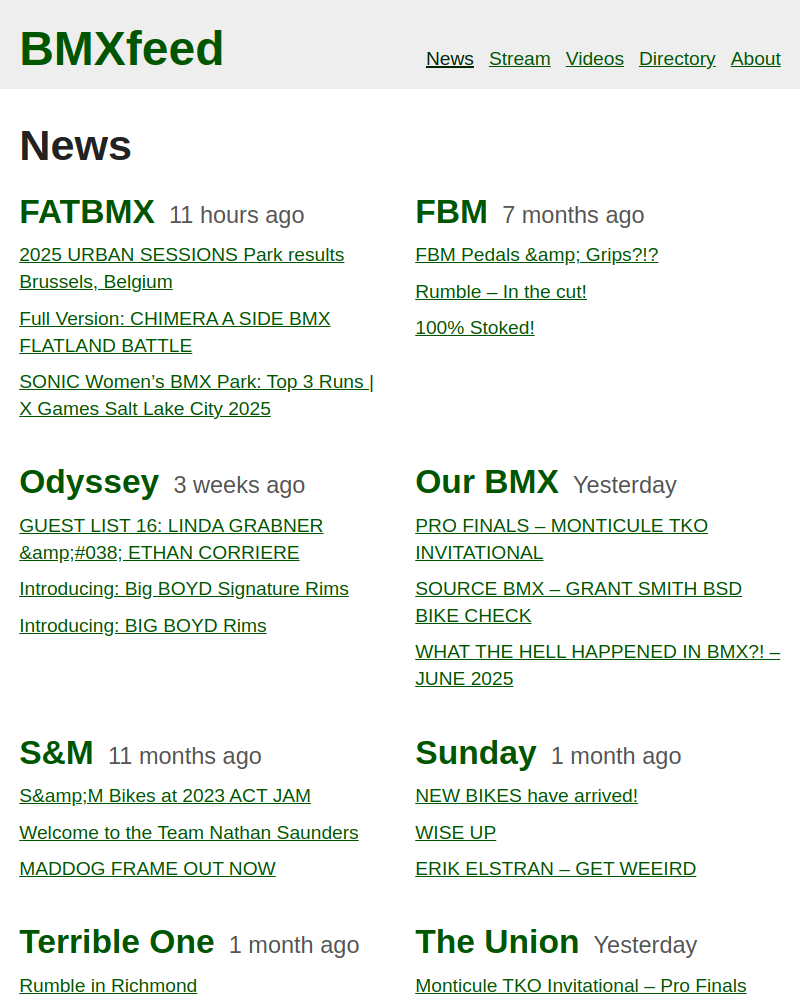 BMXfeed
News Stream Videos Directory About
News
FATBMX 11 hours ago
2025 URBAN SESSIONS Park results
Brussels, Belgium
Full Version: CHIMERA A SIDE BMX
FLATLAND BATTLE
SONIC Women’s BMX Park: Top 3 Runs |
X Games Salt Lake City 2025
FBM 7 months ago
FBM Pedals &amp; Grips?!?
Rumble – In the cut!
100% Stoked!
Odyssey 3 weeks ago
GUEST LIST 16: LINDA GRABNER
&amp;#038; ETHAN CORRIERE
Introducing: Big BOYD Signature Rims
Introducing: BIG BOYD Rims
Our BMX Yesterday
PRO FINALS – MONTICULE TKO
INVITATIONAL
SOURCE BMX – GRANT SMITH BSD
BIKE CHECK
WHAT THE HELL HAPPENED IN BMX?! –
JUNE 2025
S&M 11 months ago
S&amp;M Bikes at 2023 ACT JAM
Welcome to the Team Nathan Saunders
MADDOG FRAME OUT NOW
Sunday 1 month ago
NEW BIKES have arrived!
WISE UP
ERIK ELSTRAN – GET WEEIRD
Terrible One 1 month ago
Rumble in Richmond
The Union Yesterday
Monticule TKO Invitational – Pro Finals